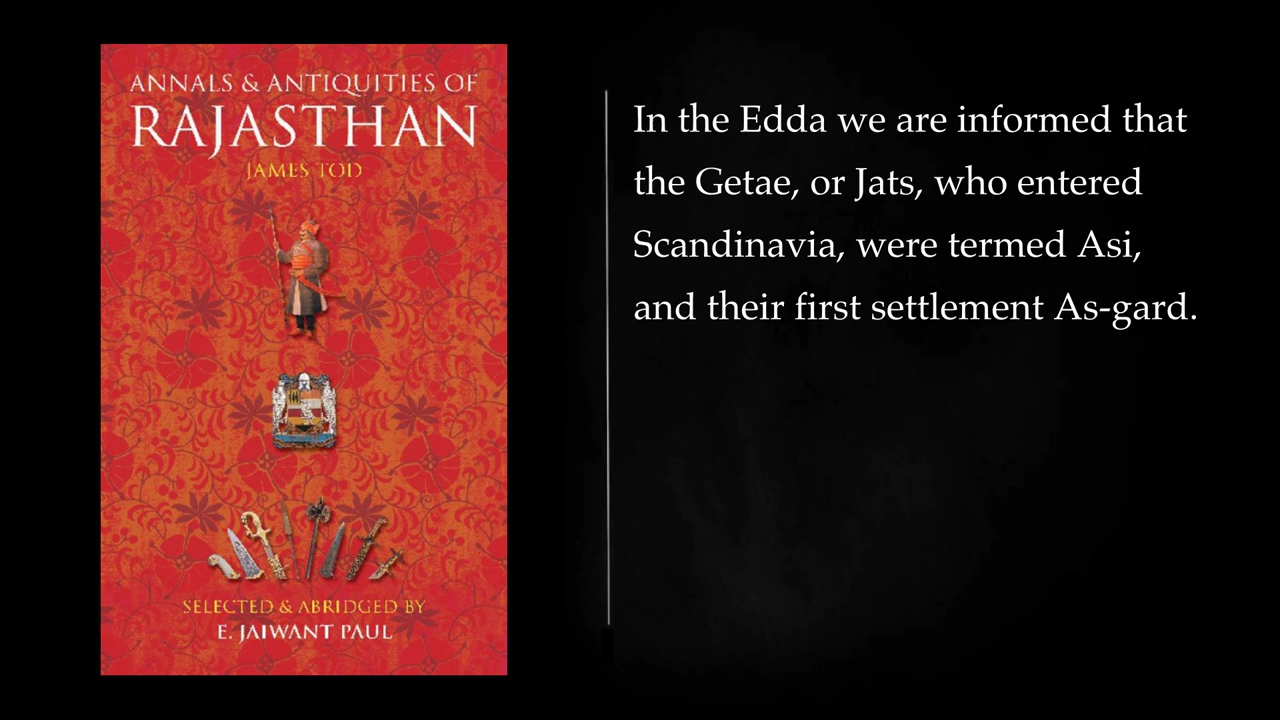 ANNALS & ANTIQUITIES OF
RAJASTHAN
JAMES TOD
SELECTED & ABRIDGED BY
E. JAIWANT PAUL
In the Edda we are informed that
the Getae, or Jats, who entered
Scandinavia, were termed Asi,
and their first settlement As-gard.